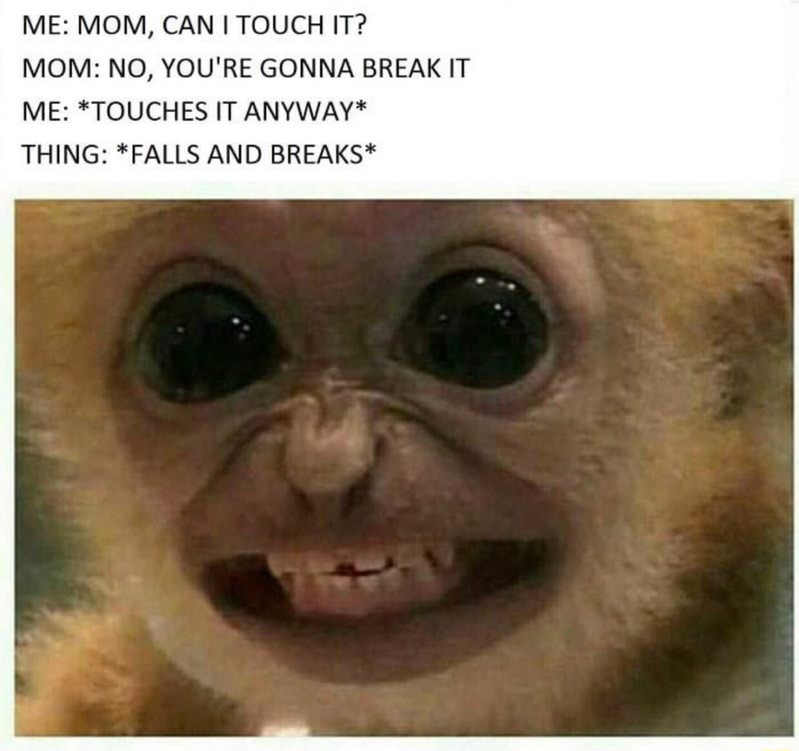 ME: MOM, CAN I TOUCH IT?
MOM: NO, YOU'RE GONNA BREAK IT
ME: *TOUCHES IT ANYWAY*
THING: *FALLS AND BREAKS*